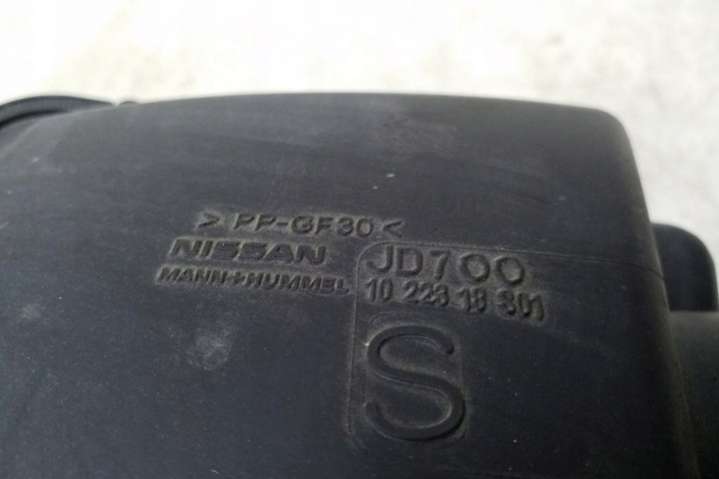 > PP-GF30 <
NISSAN
MANN+HUMMEL
JD700
10 223 18 S01
S